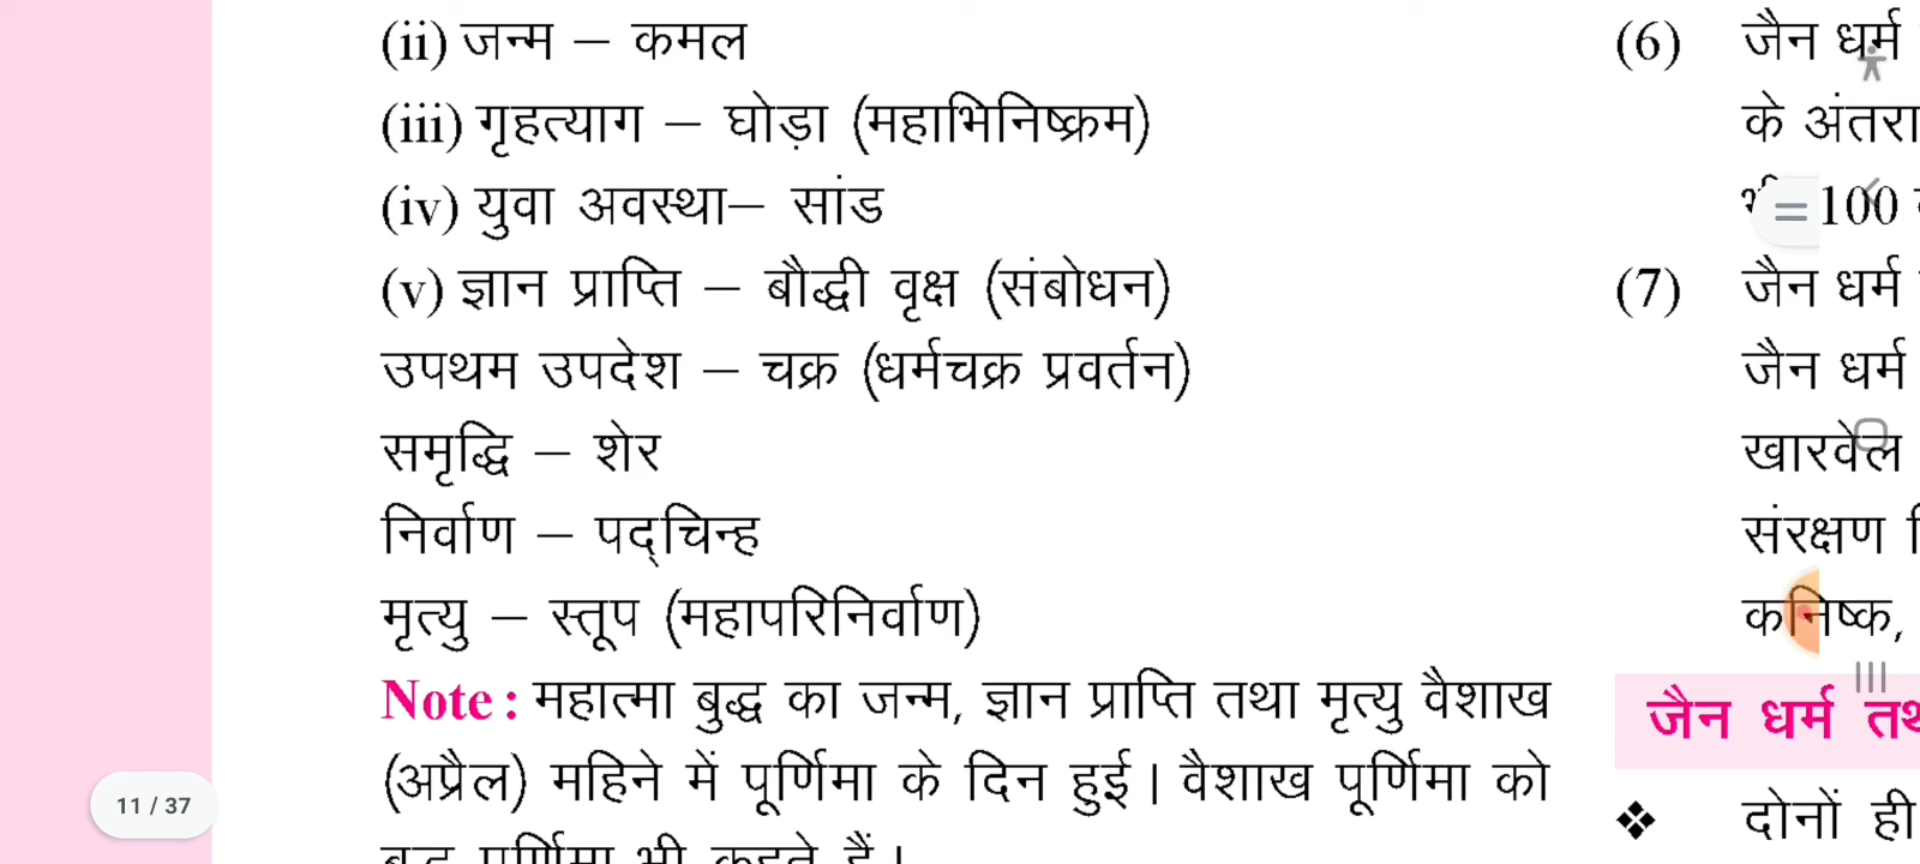 (ii) जन्म – कमल
(iii) गृहत्याग – घोड़ा (महाभिनिष्क्रम)
(iv) युवा अवस्था– सांड
(v) ज्ञान प्राप्ति – बौद्धी वृक्ष (संबोधन)
उपथम उपदेश – चक्र (धर्मचक्र प्रवर्तन)
समृद्धि – शेर
निर्वाण – पद्चिन्ह
मृत्यु – स्तूप (महापरिनिर्वाण)
Note : महात्मा बुद्ध का जन्म, ज्ञान प्राप्ति तथा मृत्यु वैशाख
(अप्रैल) महिने में पूर्णिमा के दिन हुई। वैशाख पूर्णिमा को
बुद्ध पूर्णिमा भी कहते हैं।
(6) जैन धर्म
के
100
(7) जैन धर्म
जैन धर्म
खारवेल
संरक्षण
कनिष्क,
जैन धर्म
❖ दोनों ही
11 / 37